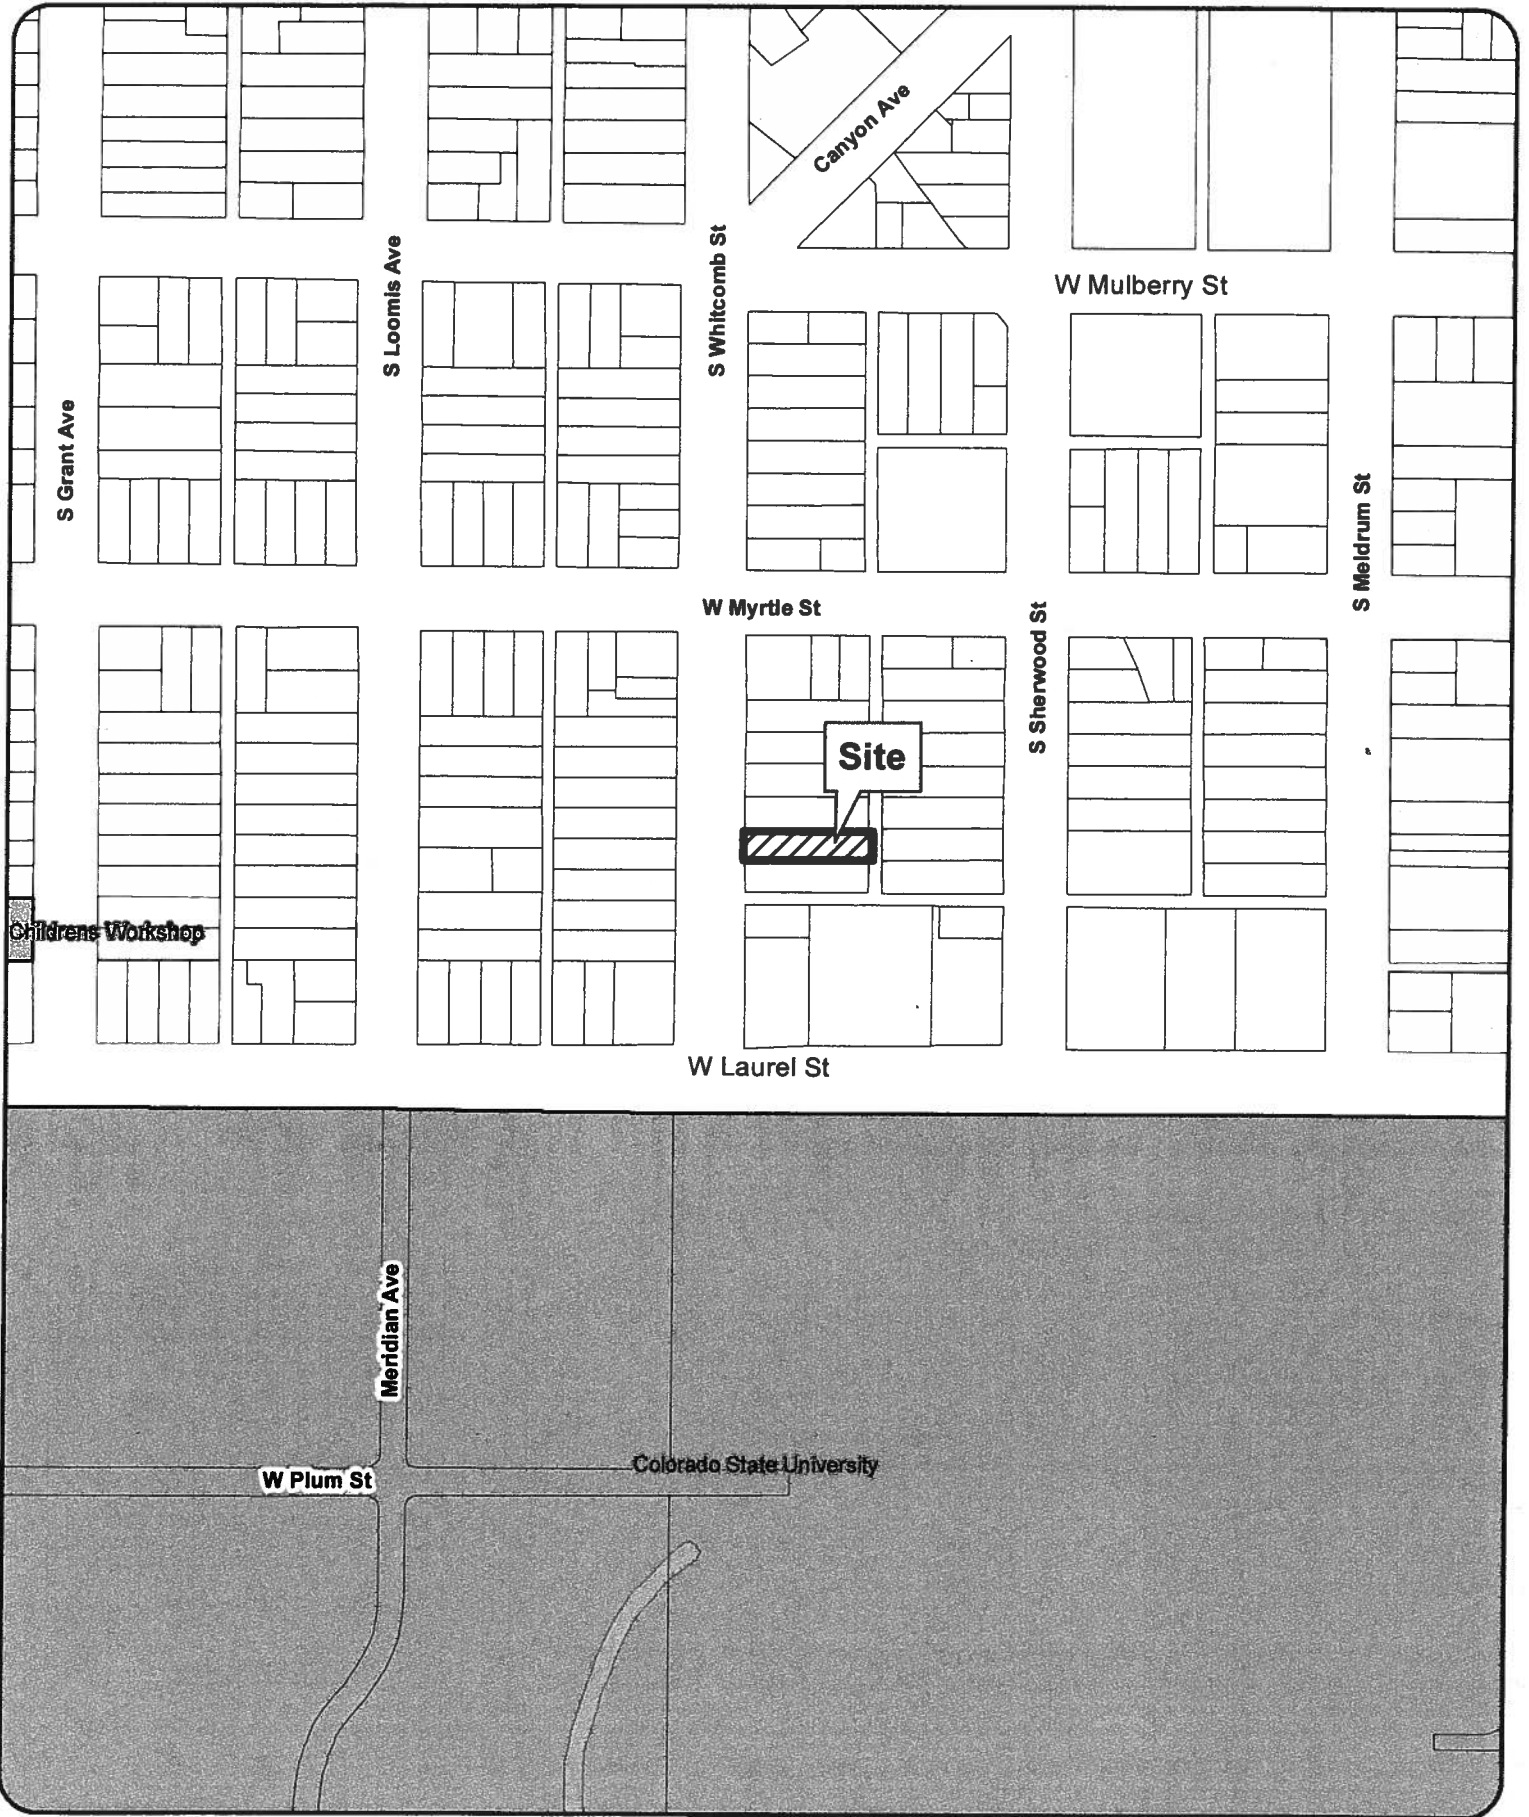 Canyon Ave
S Loomis Ave
S Whitcomb St
W Mulberry St
S Grant Ave
S Meldrum St
W Myrtle St
S Sherwood St
Site
Childrens Workshop
W Laurel St
Meridian Ave
Colorado State University
W Plum St